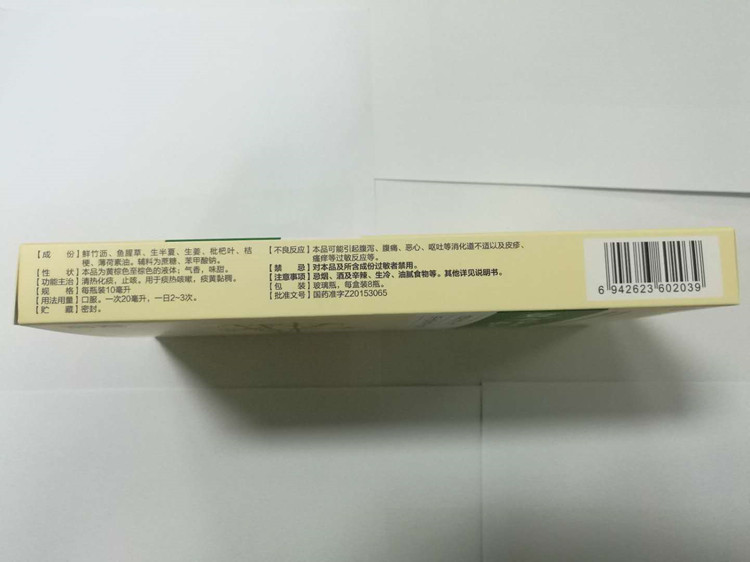 【成 份】鲜竹沥、鱼腥草、生半夏、生姜、枇杷叶、桔
梗、薄荷素油。辅料为蔗糖、苯甲酸钠。
【性 状】本品为黄棕色至棕色的液体；气香，味甜。
【功能主治】清热化痰，止咳。用于痰热咳嗽，痰黄黏稠。
【规 格】每瓶装10毫升
【用法用量】口服。一次20毫升，一日2~3次。
【贮 藏】密封。
【不良反应】本品可能引起腹泻、腹痛、恶心、呕吐等消化道不适以及皮疹、
瘙痒等过敏反应等。
【禁 忌】对本品及所含成份过敏者禁用。
【注意事项】忌烟、酒及辛辣、生冷、油腻食物等。其他详见说明书。
【包 装】玻璃瓶，每盒装8瓶。
【批准文号】国药准字Z20153065
6 942623 602039